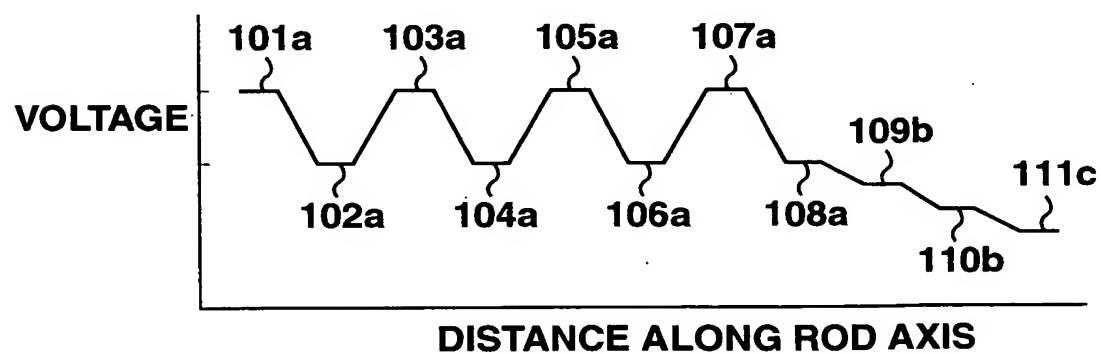 101a 103a 105a 107a
VOLTAGE
109b
111c
102a 104a 106a 108a
110b
DISTANCE ALONG ROD AXIS